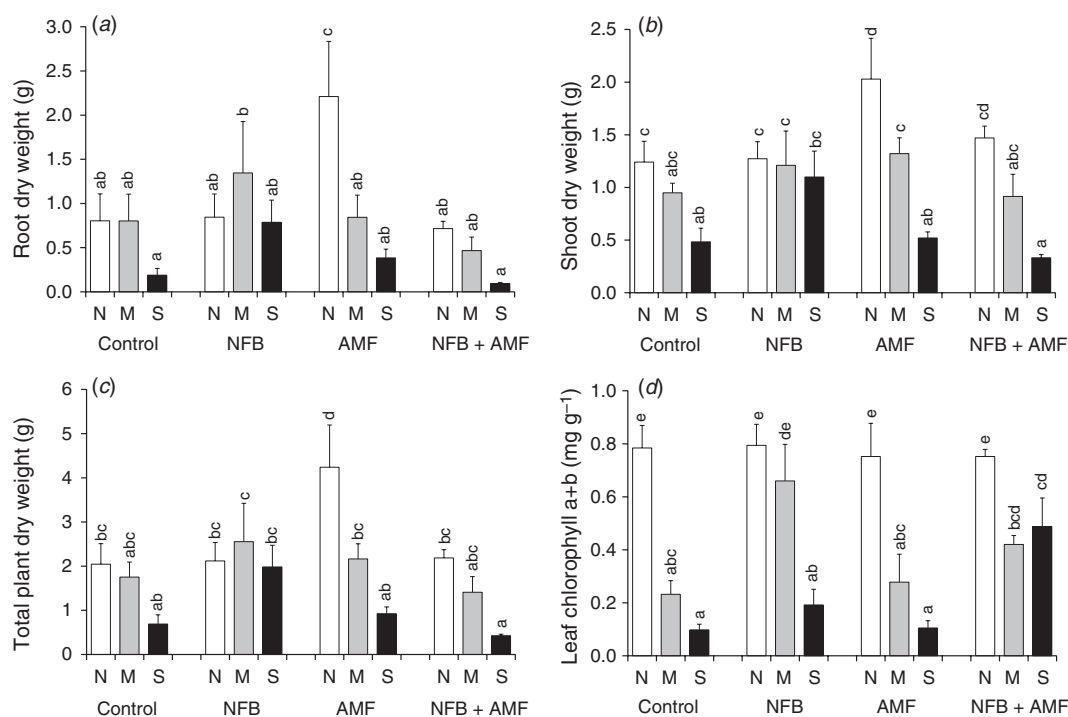 (a)
Root dry weight (g)
3.0
2.5
2.0
1.5
1.0
0.5
0.0
ab ab a ab b ab c ab ab ab ab a
N M S N M S N M S N M S
Control NFB AMF NFB + AMF
(b)
Shoot dry weight (g)
2.5
2.0
1.5
1.0
0.5
0.0
c abc ab c c bc d c ab cd abc a
N M S N M S N M S N M S
Control NFB AMF NFB + AMF
(c)
Total plant dry weight (g)
6
5
4
3
2
1
0
bc abc ab bc c bc d bc ab bc abc a
N M S N M S N M S N M S
Control NFB AMF NFB + AMF
(d)
Leaf chlorophyll a+b (mg g–1)
1.0
0.8
0.6
0.4
0.2
0.0
e abc a e de ab e abc a e bcd cd
N M S N M S N M S N M S
Control NFB AMF NFB + AMF